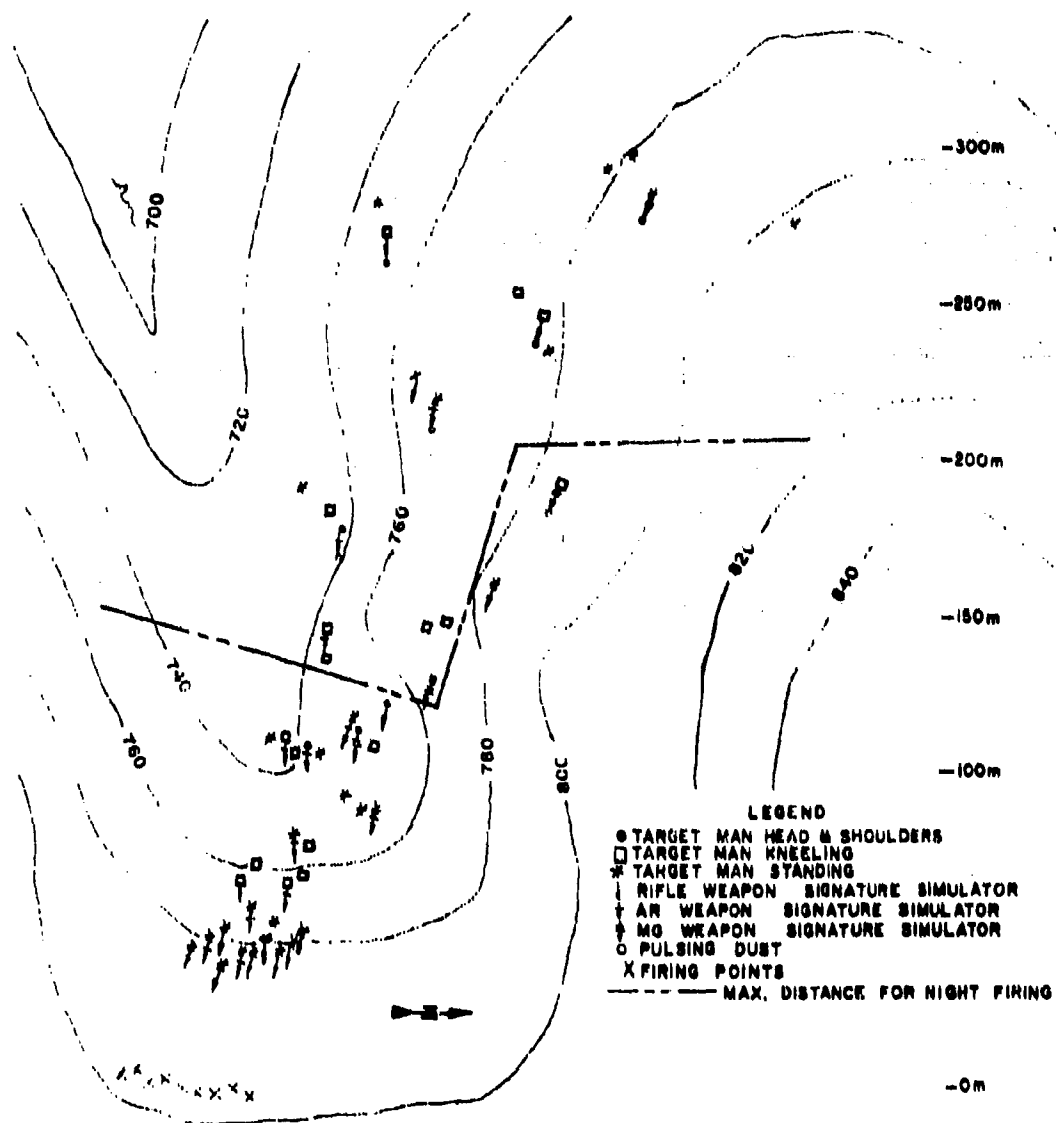 -300m
700
-250m
720
-200m
760
820
840
-150m
740
760
780
800
-100m
LEGEND
TARGET MAN HEAD & SHOULDERS
TARGET MAN KNEELING
TARGET MAN STANDING
RIFLE WEAPON SIGNATURE SIMULATOR
AR WEAPON SIGNATURE SIMULATOR
MG WEAPON SIGNATURE SIMULATOR
PULSING DUST
X FIRING POINTS
MAX. DISTANCE FOR NIGHT FIRING
-0m